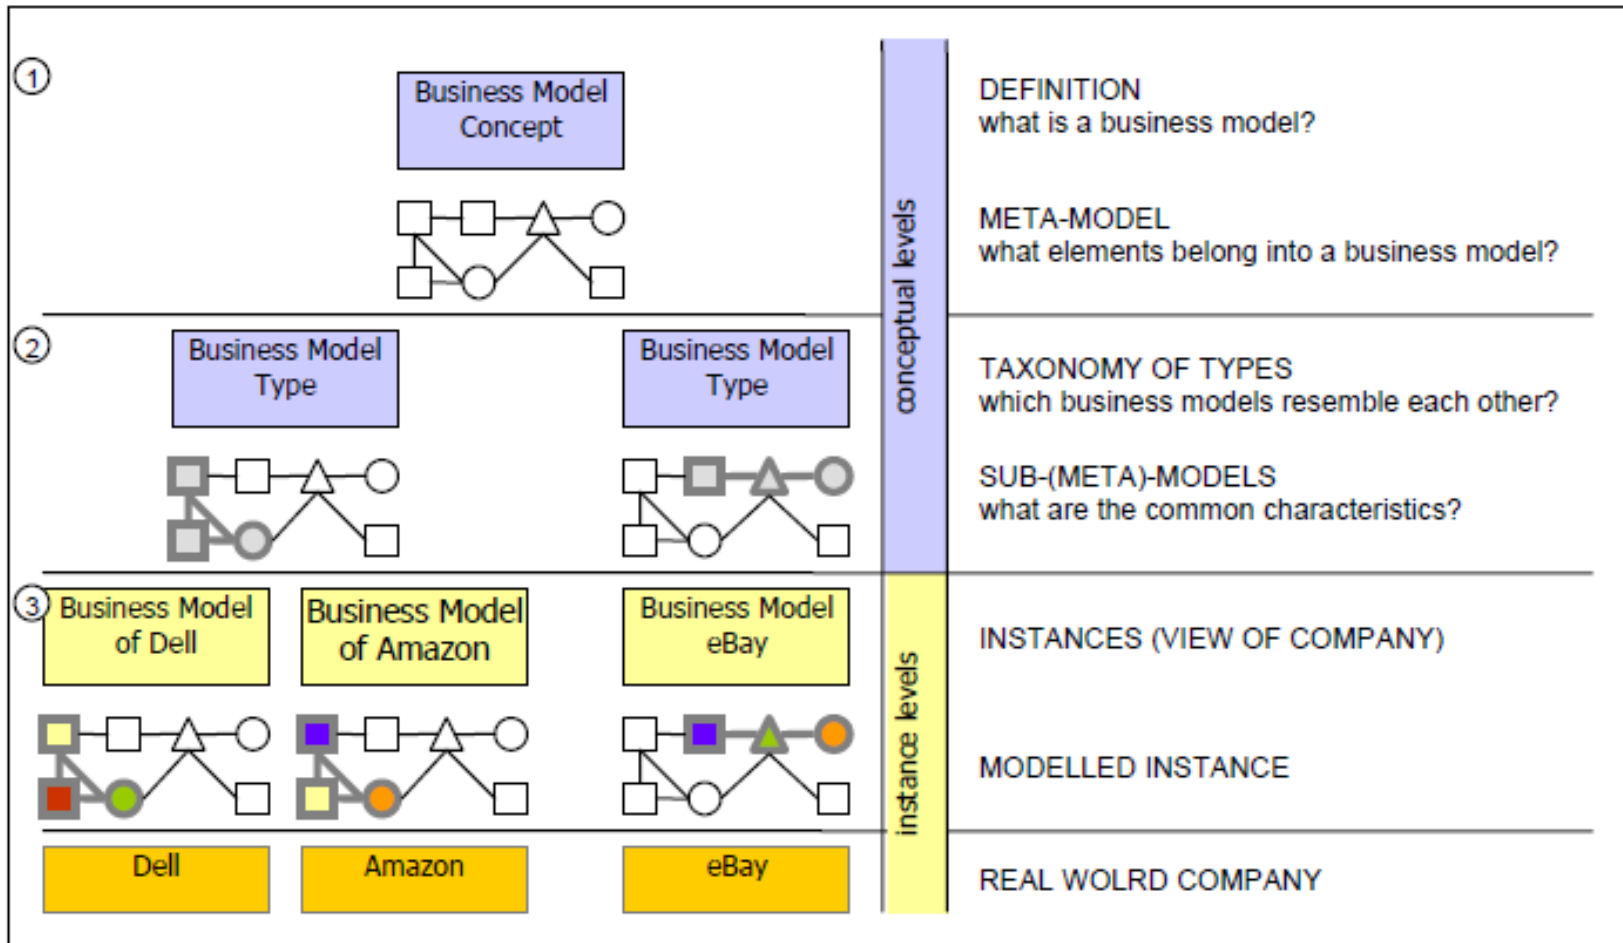 1
Business Model
Concept
DEFINITION
what is a business model?
META-MODEL
what elements belong into a business model?
conceptual levels
2
Business Model
Type
Business Model
Type
TAXONOMY OF TYPES
which business models resemble each other?
SUB-(META)-MODELS
what are the common characteristics?
3
Business Model
of Dell
Business Model
of Amazon
Business Model
eBay
INSTANCES (VIEW OF COMPANY)
MODELLED INSTANCE
instance levels
Dell
Amazon
eBay
REAL WOLRD COMPANY